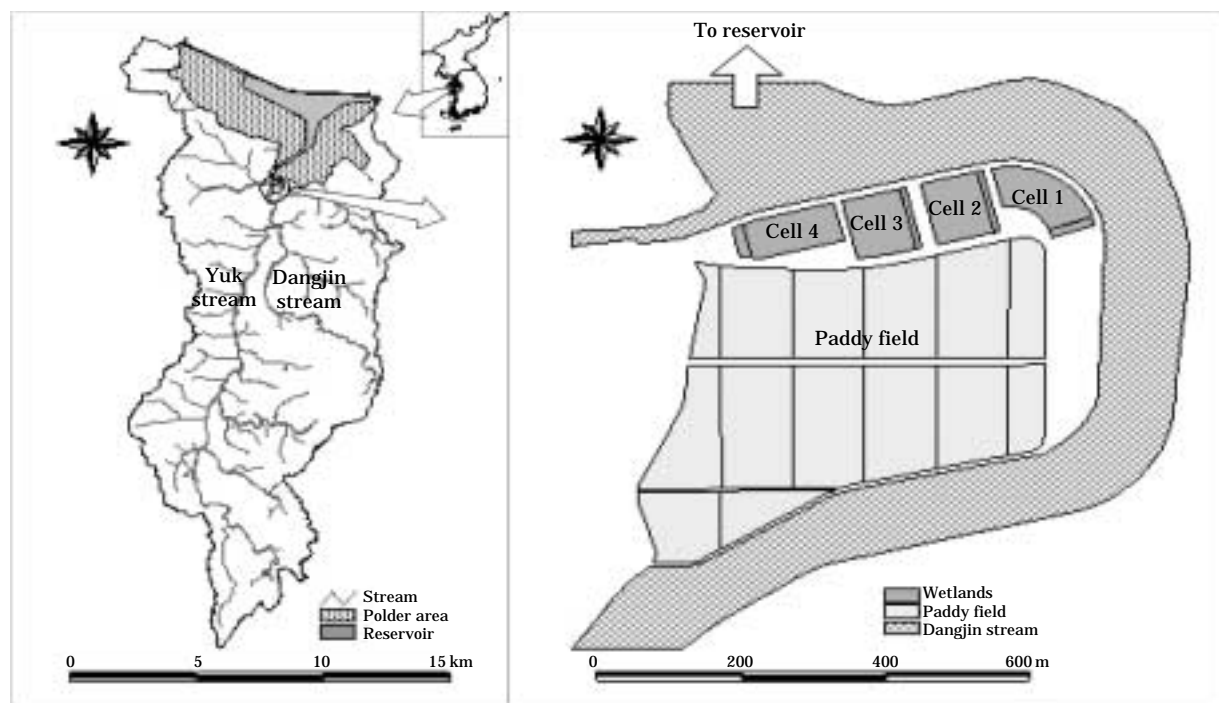 Yuk
stream
Dangjin
stream
Stream
Polder area
Reservoir
0 5 10 15 km
To reservoir
Cell 1
Cell 2
Cell 3
Cell 4
Paddy field
Wetlands
Paddy field
Dangjin stream
0 200 400 600 m